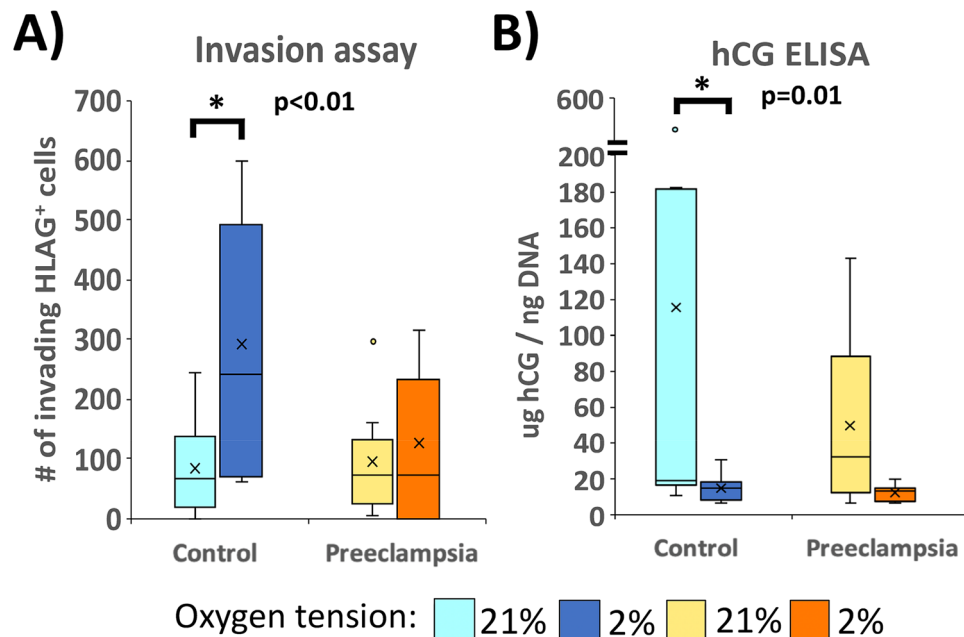 A)
Invasion assay
# of invading HLAG⁺ cells
700
600
500
400
300
200
100
0
*
p<0.01
Control
Preeclampsia
B)
hCG ELISA
ug hCG / ng DNA
600
200
180
160
140
120
100
80
60
40
20
0
*
p=0.01
Control
Preeclampsia
Oxygen tension: 21% 2% 21% 2%